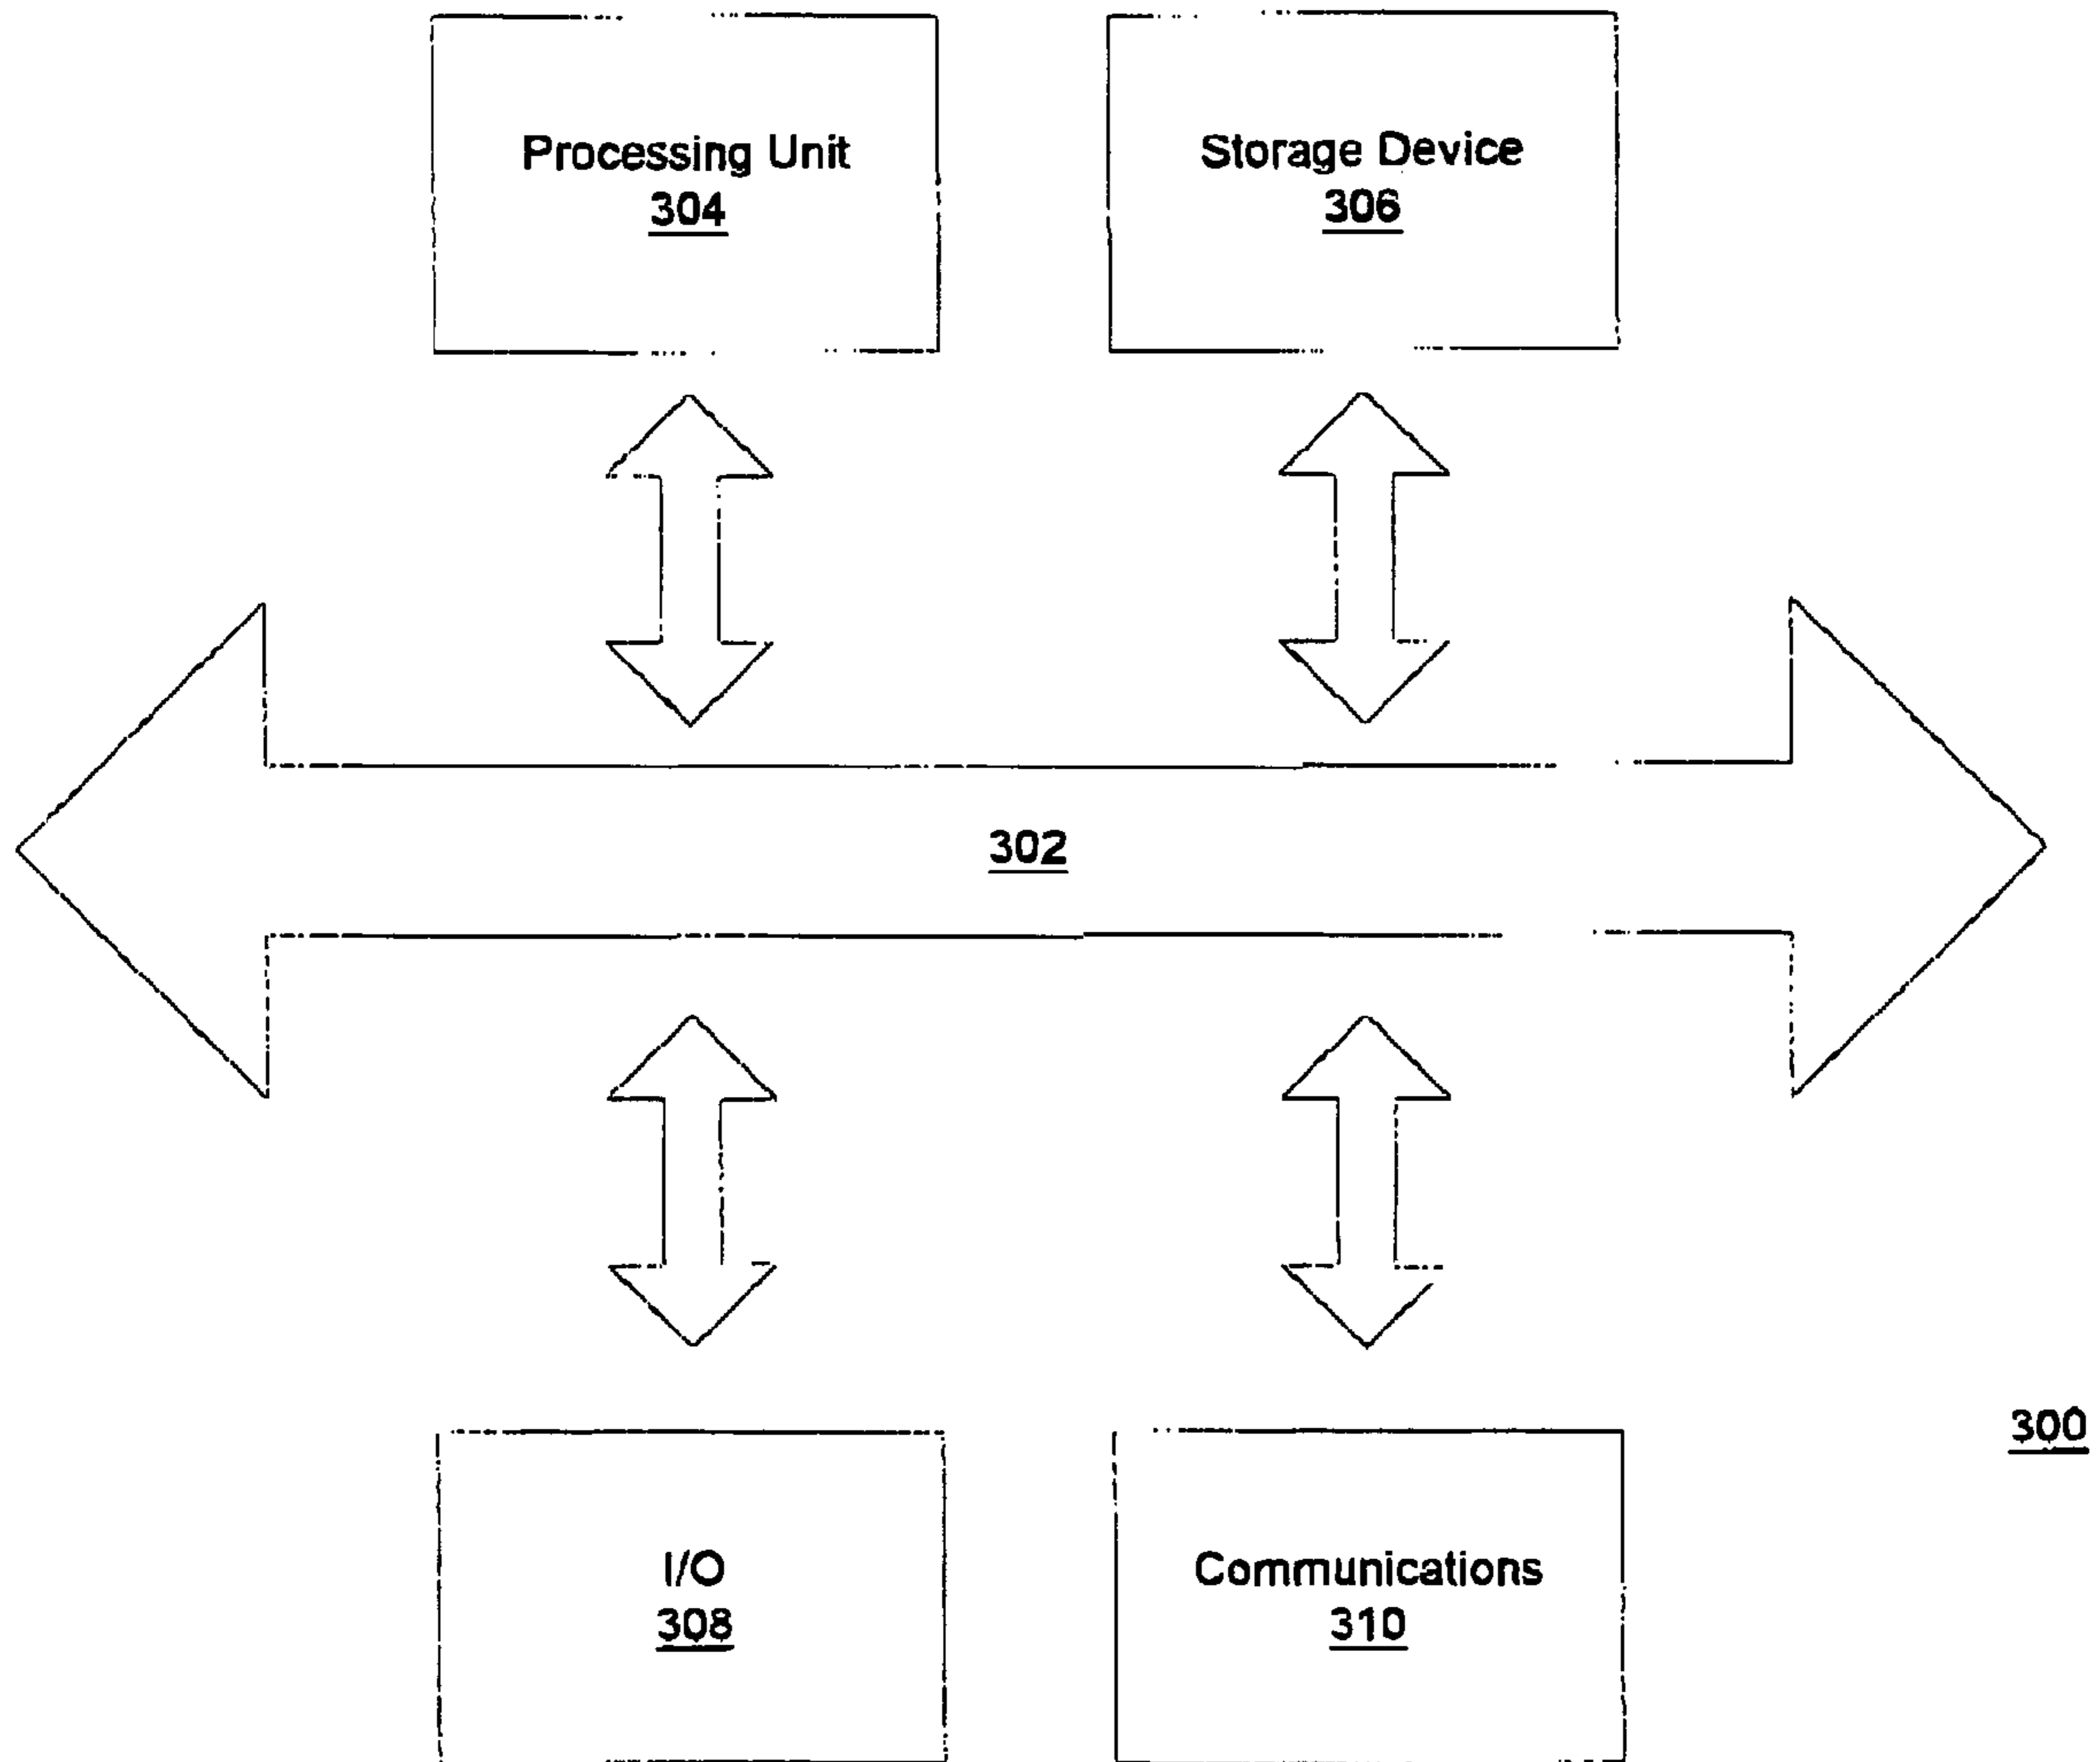 Processing Unit
304
Storage Device
306
302
300
I/O
308
Communications
310